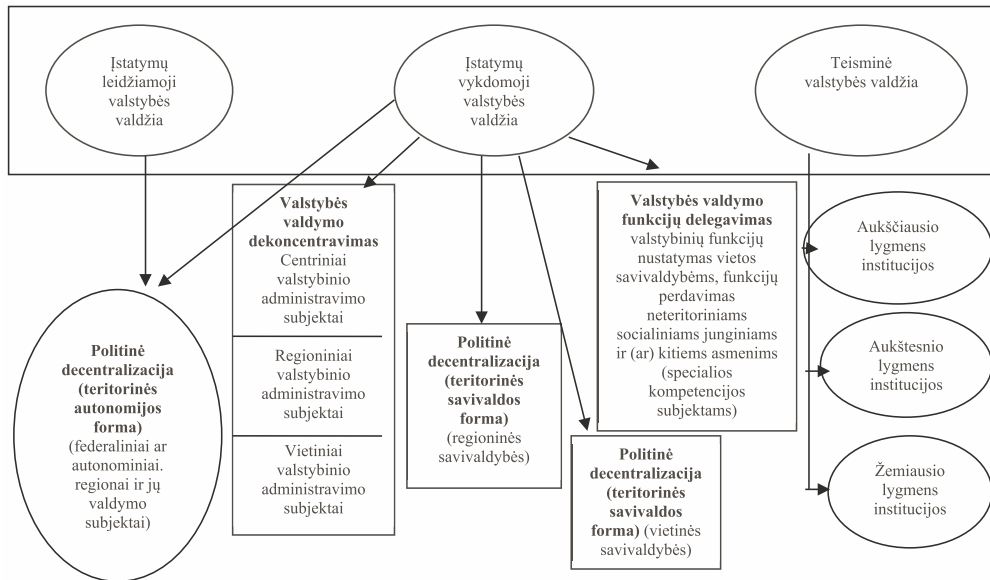 Įstatymų
leidžiamoji
valstybės
valdžia
Įstatymų
vykdomoji
valstybės
valdžia
Teisminė
valstybės valdžia
Politinė
decentralizacija
(teritorinės
autonomijos
forma)
(federaliniai ar
autonominiai.
regionai ir jų
valdymo
subjektai)
Valstybės
valdymo
dekoncentravimas
Centriniai
valstybinio
administravimo
subjektai
Regioniniai
valstybinio
administravimo
subjektai
Vietiniai
valstybinio
administravimo
subjektai
Politinė
decentralizacija
(teritorinės
savivaldos
forma)
(regioninės
savivaldybės)
Valstybės valdymo
funkcijų delegavimas
valstybinių funkcijų
nustatymas vietos
savivaldybėms, funkcijų
perdavimas
neteritoriniams
socialiniams junginiams
ir (ar) kitiems asmenims
(specialios
kompetencijos
subjektams)
Politinė
decentralizacija
(teritorinės
savivaldos
forma) (vietinės
savivaldybės)
Aukščiausio
lygmens
institucijos
Aukštesnio
lygmens
institucijos
Žemiausio
lygmens
institucijos